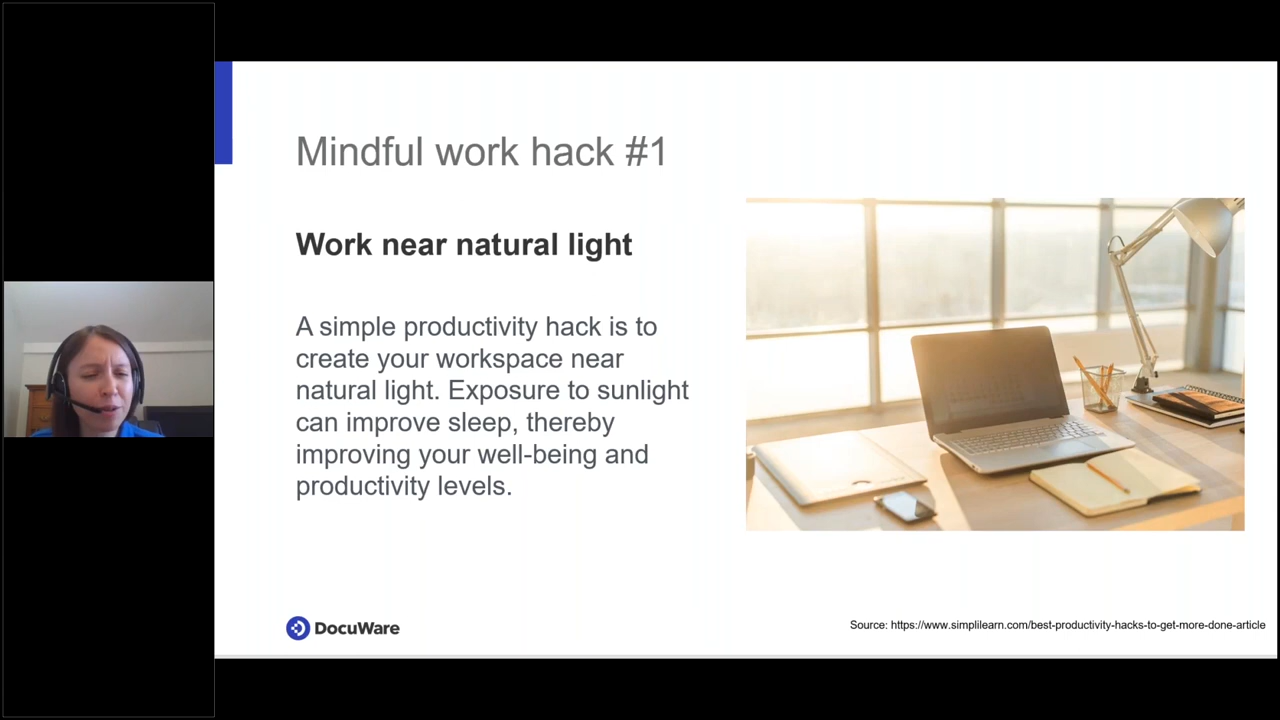 Mindful work hack #1
Work near natural light
A simple productivity hack is to
create your workspace near
natural light. Exposure to sunlight
can improve sleep, thereby
improving your well-being and
productivity levels.
DocuWare
Source: https://www.simplilearn.com/best-productivity-hacks-to-get-more-done-article